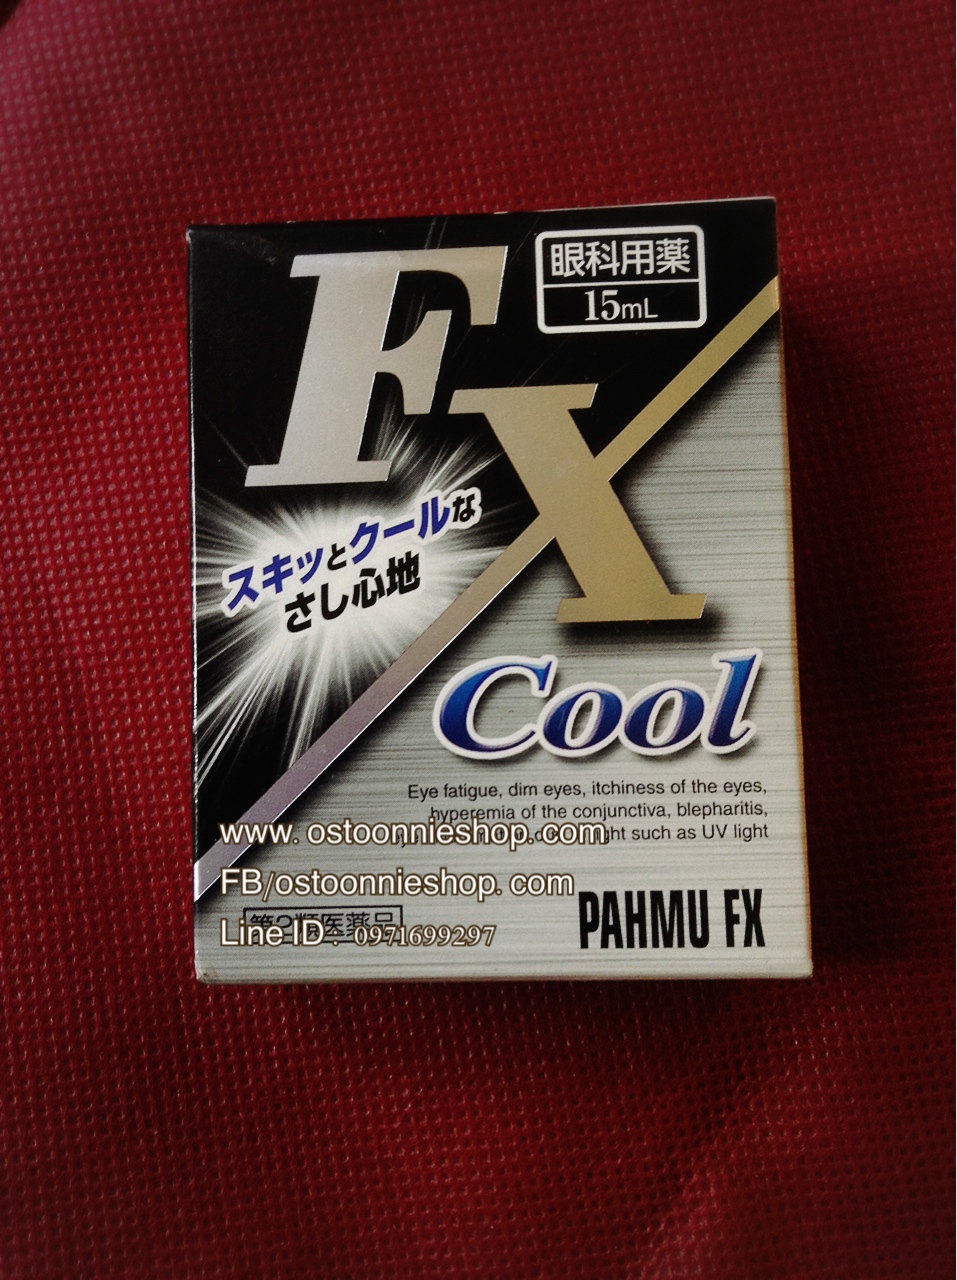 FX
眼科用薬
15mL
スキッとクールな
さし心地
Cool
Eye fatigue, dim eyes, itchiness of the eyes,
hyperemia of the conjunctiva, blepharitis,
such as UV light
www. ostoonnieshop. com
FB/ostoonnieshop. com
第2類医薬品
Line ID : 0971699297
PAHMU FX